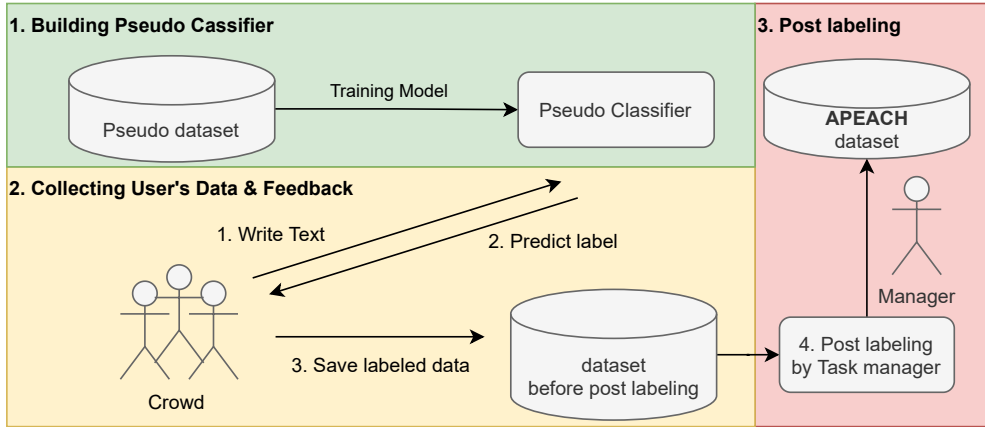 1. Building Pseudo Cassifier
Pseudo dataset
Training Model
Pseudo Classifier
2. Collecting User's Data & Feedback
1. Write Text
2. Predict label
Crowd
3. Save labeled data
dataset
before post labeling
3. Post labeling
APEACH
dataset
Manager
4. Post labeling
by Task manager